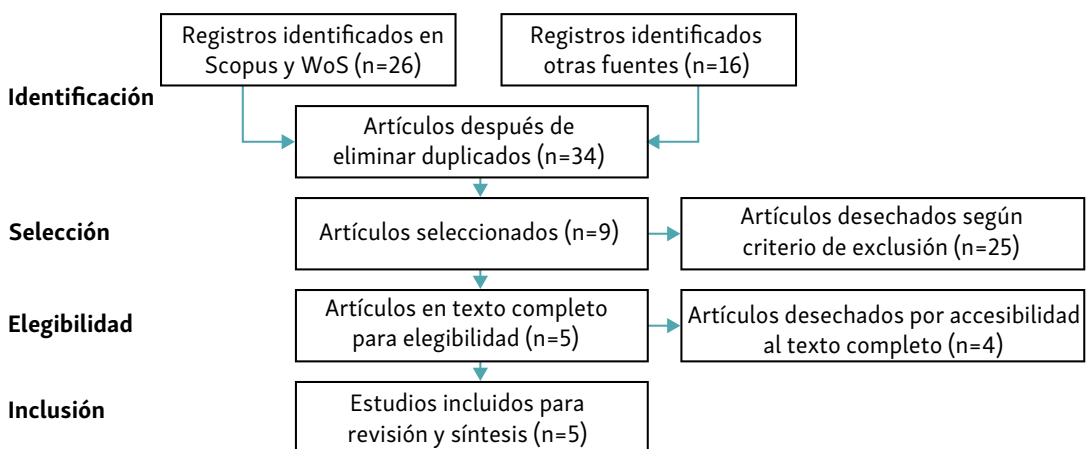 Registros identificados en
Scopus y WoS (n=26)
Registros identificados
otras fuentes (n=16)
Identificación
Artículos después de
eliminar duplicados (n=34)
Selección
Artículos seleccionados (n=9)
Artículos desechados según
criterio de exclusión (n=25)
Elegibilidad
Artículos en texto completo
para elegibilidad (n=5)
Artículos desechados por accesibilidad
al texto completo (n=4)
Inclusión
Estudios incluidos para
revisión y síntesis (n=5)